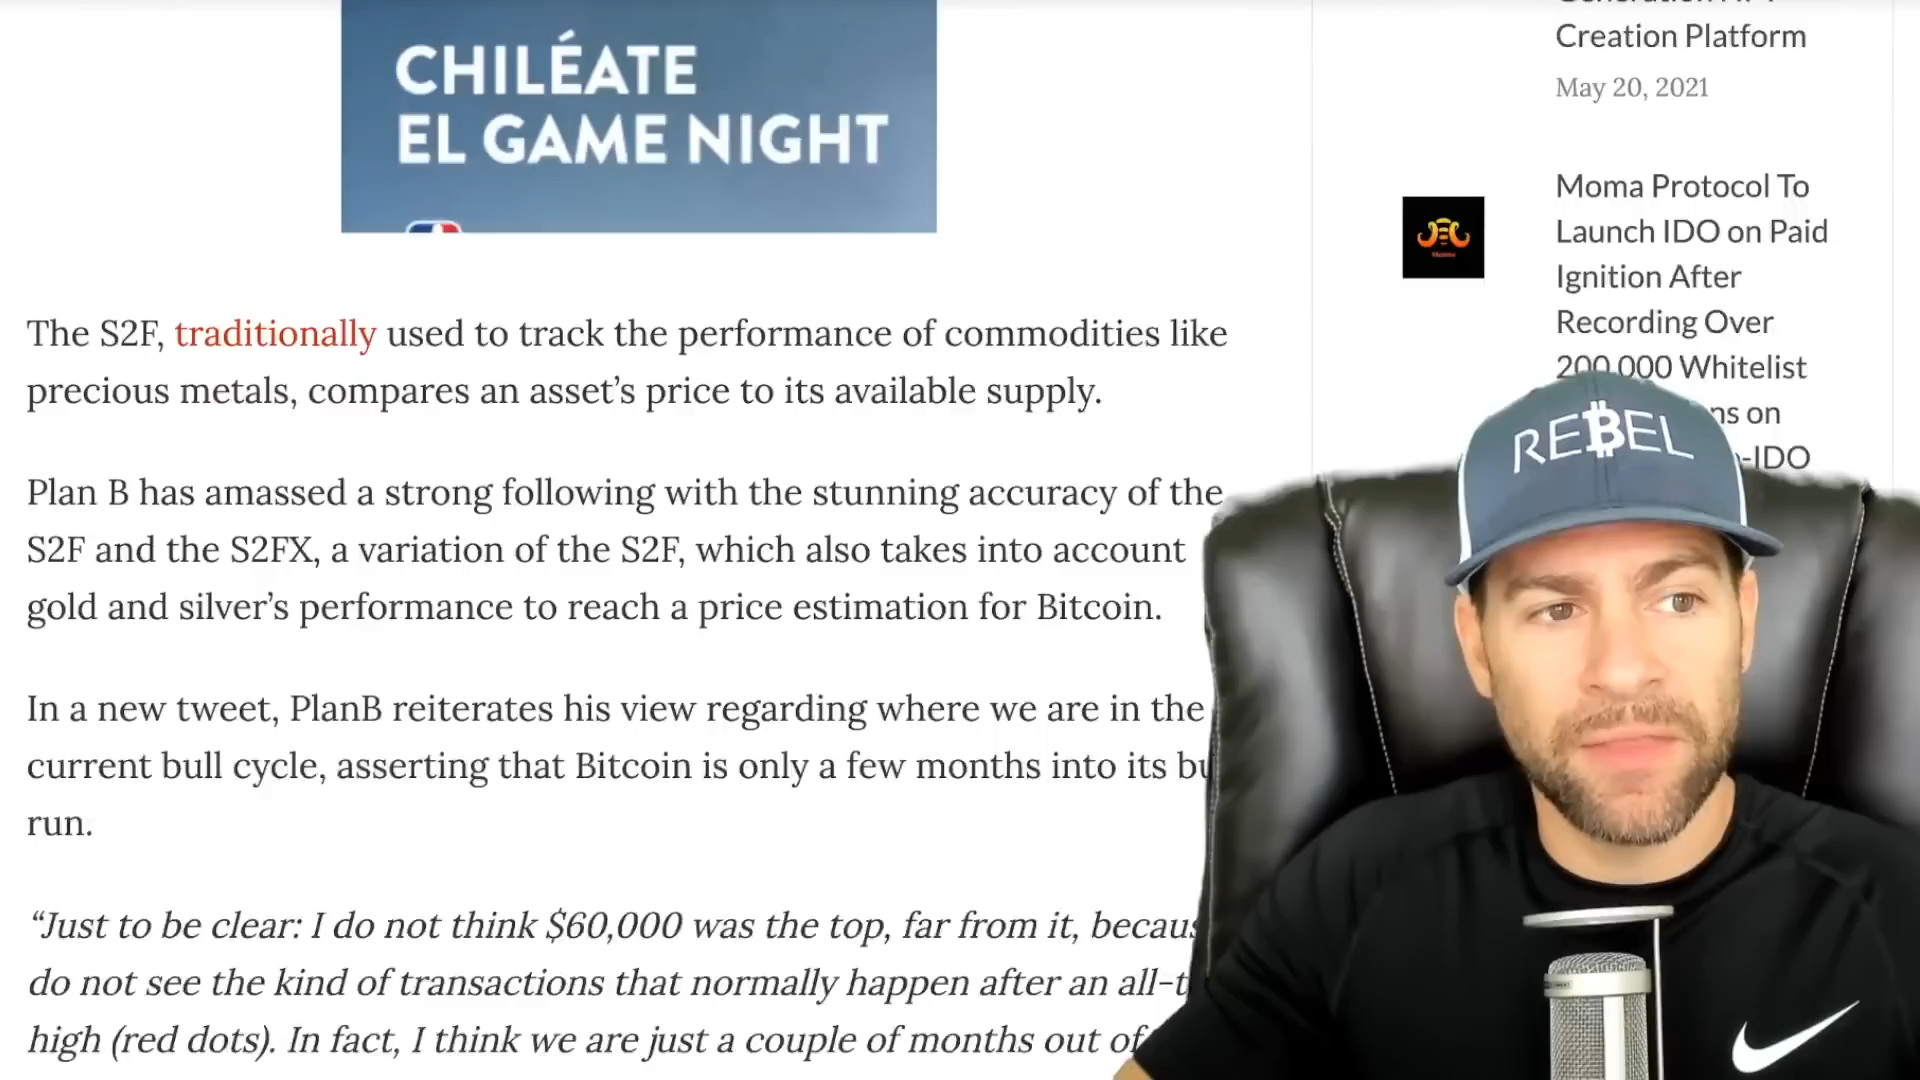 CHILÉATE
EL GAME NIGHT
The S2F, traditionally used to track the performance of commodities like
precious metals, compares an asset’s price to its available supply.
Plan B has amassed a strong following with the stunning accuracy of the
S2F and the S2FX, a variation of the S2F, which also takes into account
gold and silver’s performance to reach a price estimation for Bitcoin.
In a new tweet, PlanB reiterates his view regarding where we are in the
current bull cycle, asserting that Bitcoin is only a few months into its
run.
“Just to be clear: I do not think $60,000 was the top, far from it,
do not see the kind of transactions that normally happen after an
high (red dots). In fact, I think we are just a couple of months out of
Creation Platform
May 20, 2021
Moma Protocol To
Launch IDO on Paid
Ignition After
Recording Over
200,000 Whitelist
on
REBEL